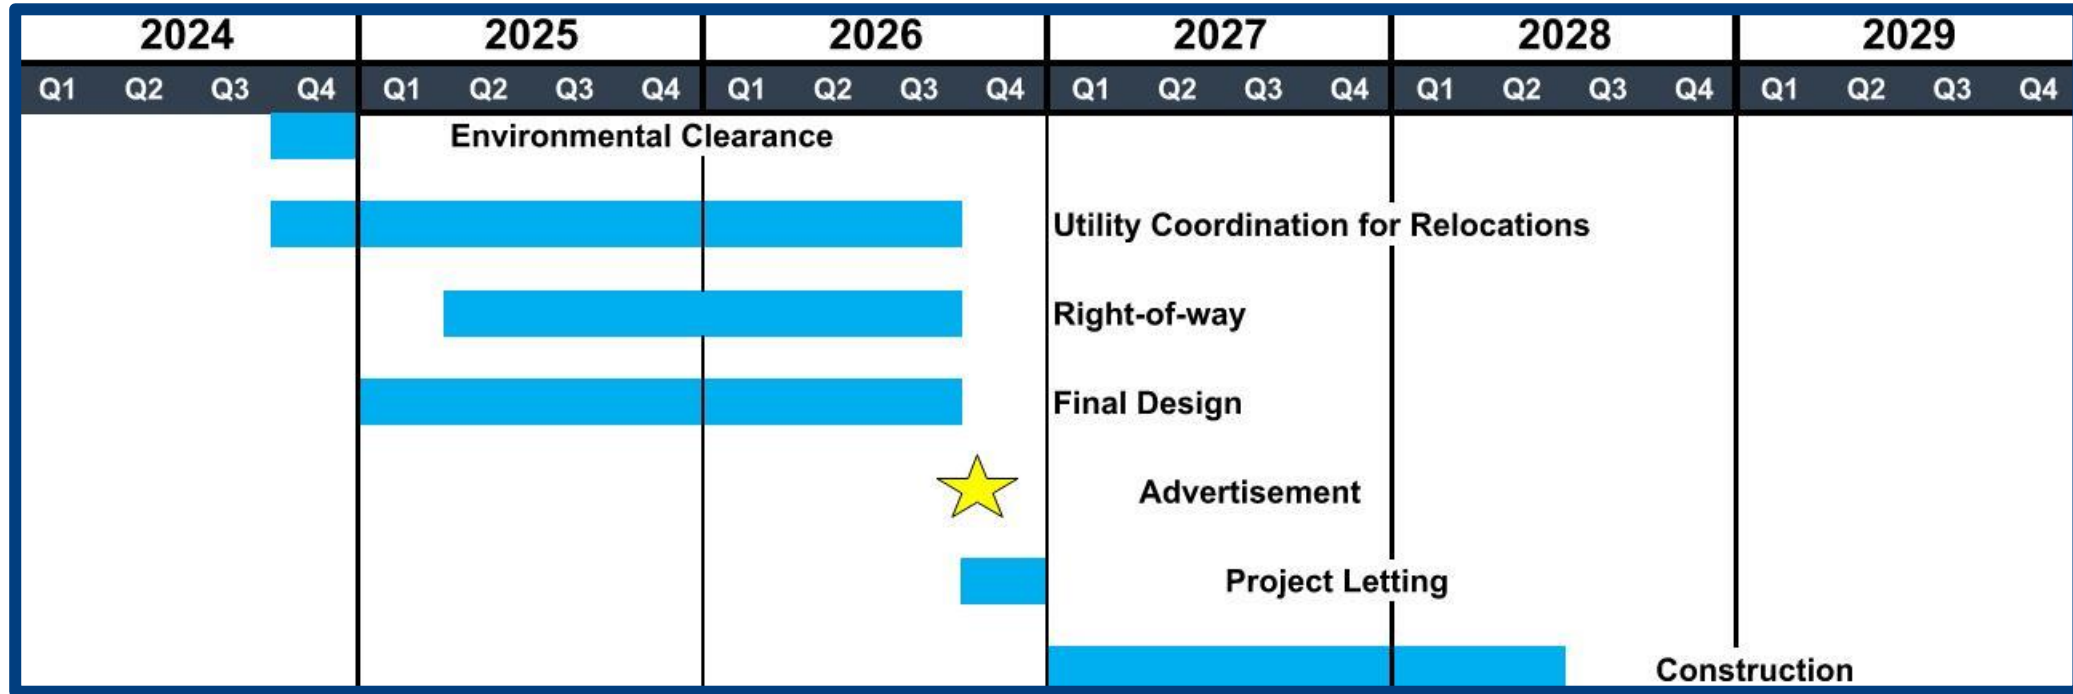 2024 2025 2026 2027 2028 2029
Q1 Q2 Q3 Q4 Q1 Q2 Q3 Q4 Q1 Q2 Q3 Q4 Q1 Q2 Q3 Q4 Q1 Q2 Q3 Q4 Q1 Q2 Q3 Q4
Environmental Clearance
Utility Coordination for Relocations
Right-of-way
Final Design
Advertisement
Project Letting
Construction